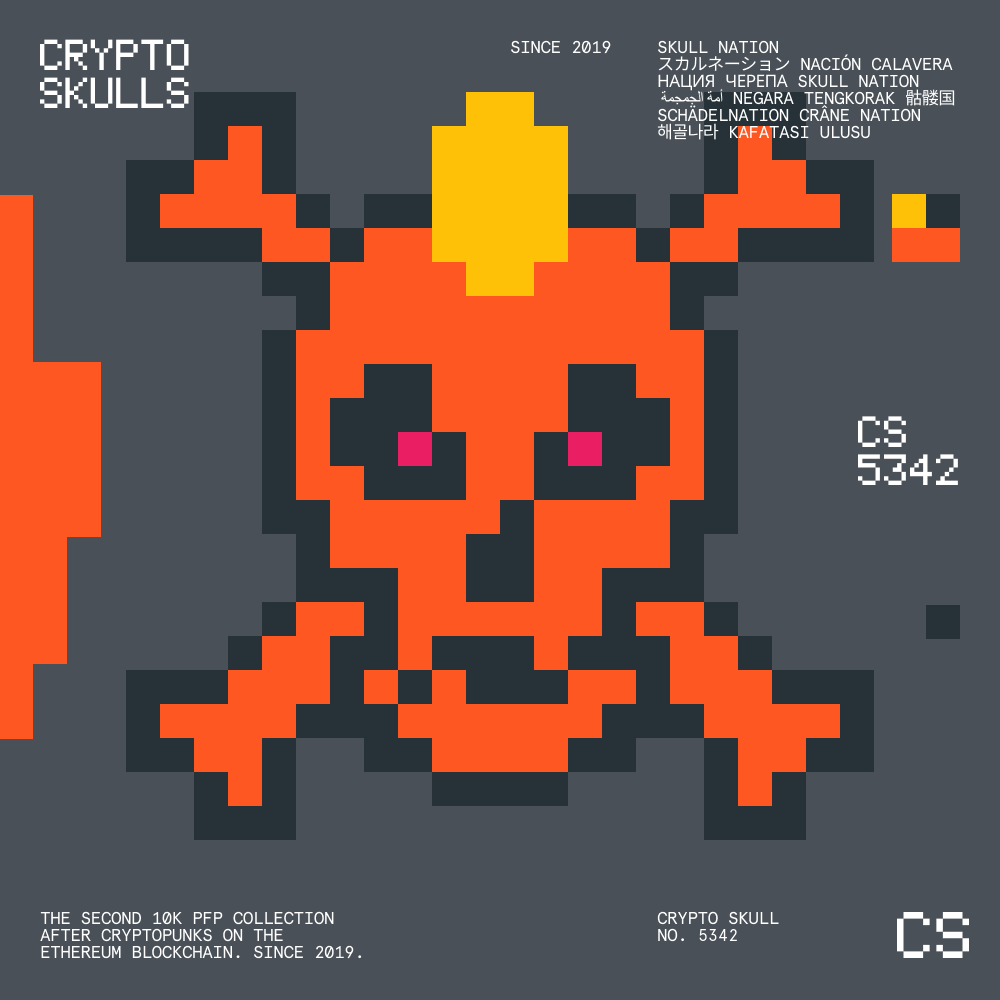 CRYPTO
SKULLS
SINCE 2019
SKULL NATION
スカルネーション NACIÓN CALAVERA
НАЦИЯ ЧЕРЕПА SKULL NATION
أمة الجمجمة NEGARA TENGKORAK 骷髅国
SCHÄDELNATION CRÂNE NATION
해골나라 KAFATASI ULUSU
CS
5342
THE SECOND 10K PFP COLLECTION
AFTER CRYPTOPUNKS ON THE
ETHEREUM BLOCKCHAIN. SINCE 2019.
CRYPTO SKULL
NO. 5342
CS